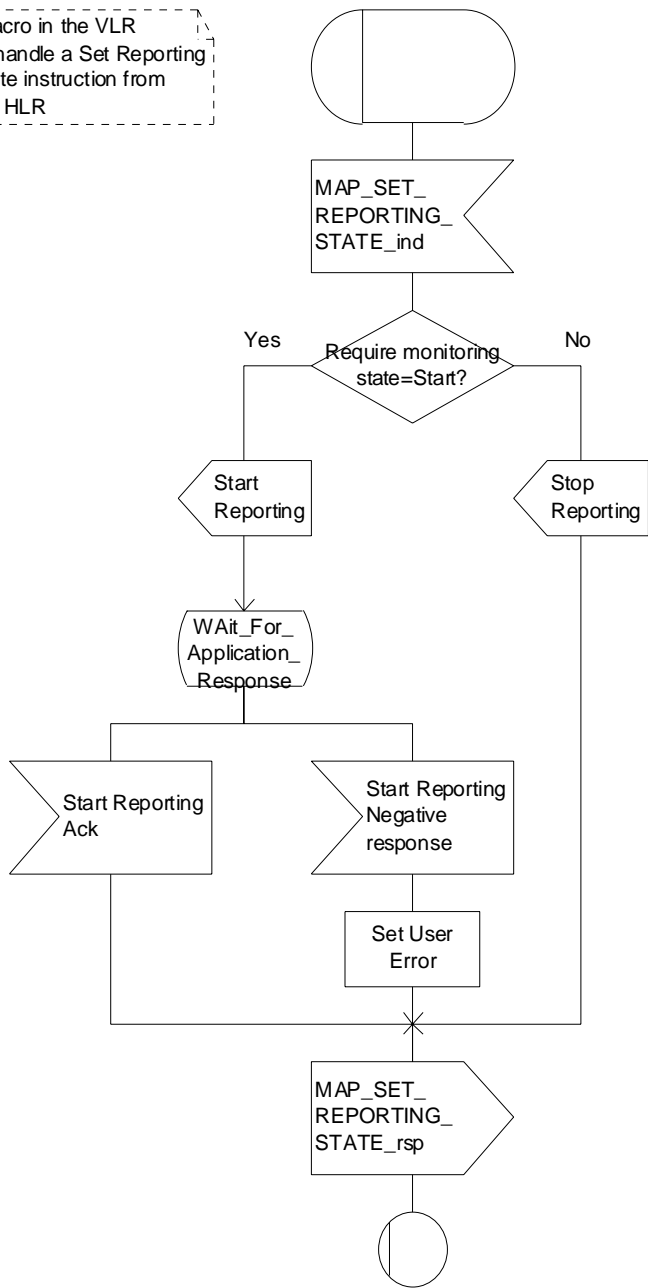 in the VLR
handle a Set Reporting
instruction from
HLR
MAP_SET_
REPORTING_
STATE_ind
Yes
No
Require monitoring
state=Start?
Start
Reporting
Stop
Reporting
WAit_For_
Application_
Response
Start Reporting
Ack
Start Reporting
Negative
response
Set User
Error
MAP_SET_
REPORTING_
STATE_rsp